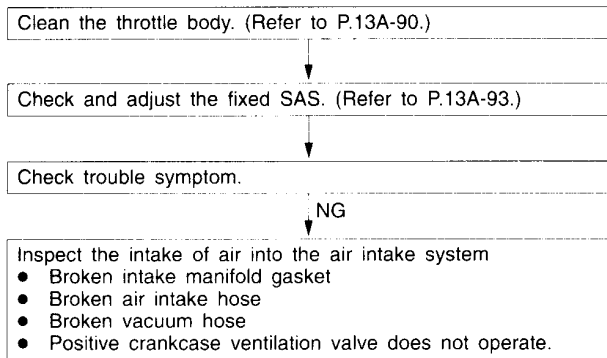 Clean the throttle body. (Refer to P.13A-90.)
Check and adjust the fixed SAS. (Refer to P.13A-93.)
Check trouble symptom.
NG
Inspect the intake of air into the air intake system
● Broken intake manifold gasket
● Broken air intake hose
● Broken vacuum hose
● Positive crankcase ventilation valve does not operate.